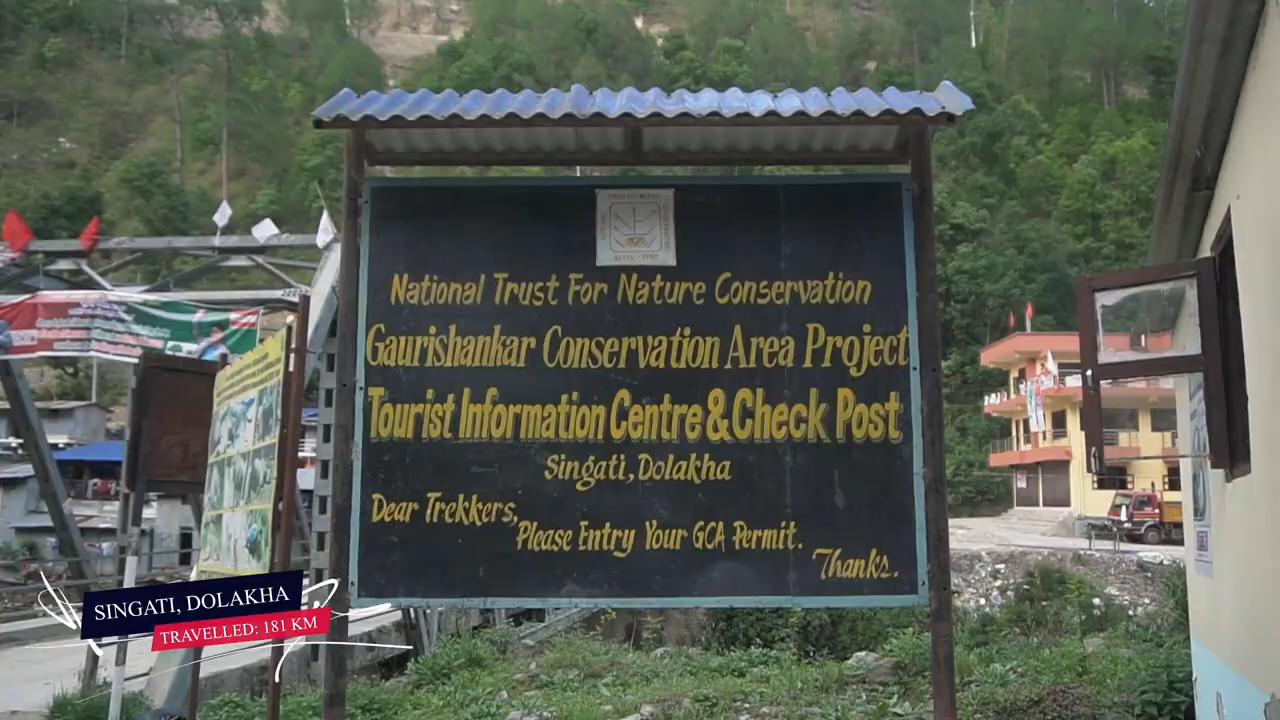 National Trust For Nature Conservation
Gaurishankar Conservation Area Project
Tourist Information Centre & Check Post
Singati, Dolakha
Dear Trekkers,
Please Entry Your GCA Permit.
Thanks.
SINGATI, DOLAKHA
TRAVELLED: 181 KM